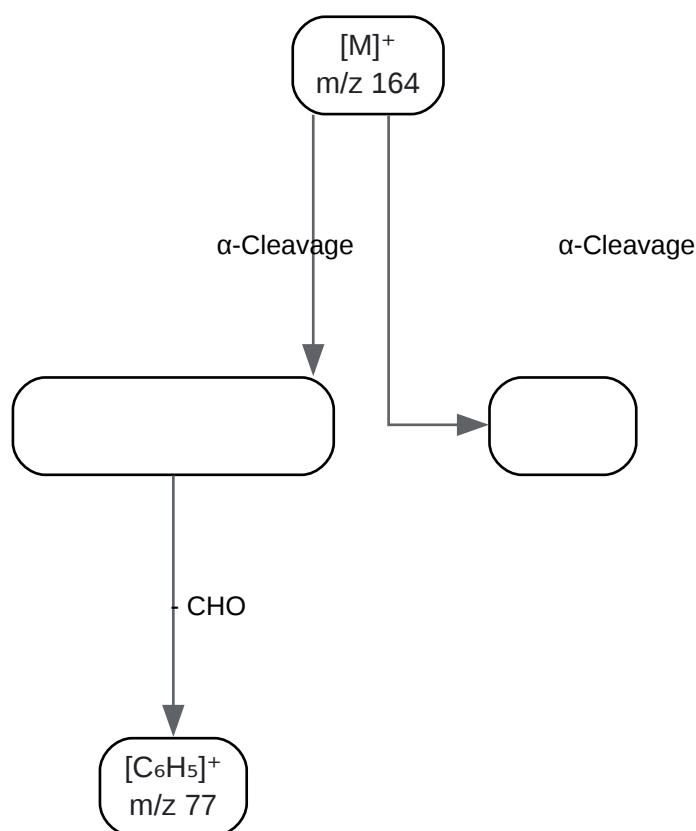 [M]⁺
m/z 164
α-Cleavage
α-Cleavage
- CHO
[C₆H₅]⁺
m/z 77